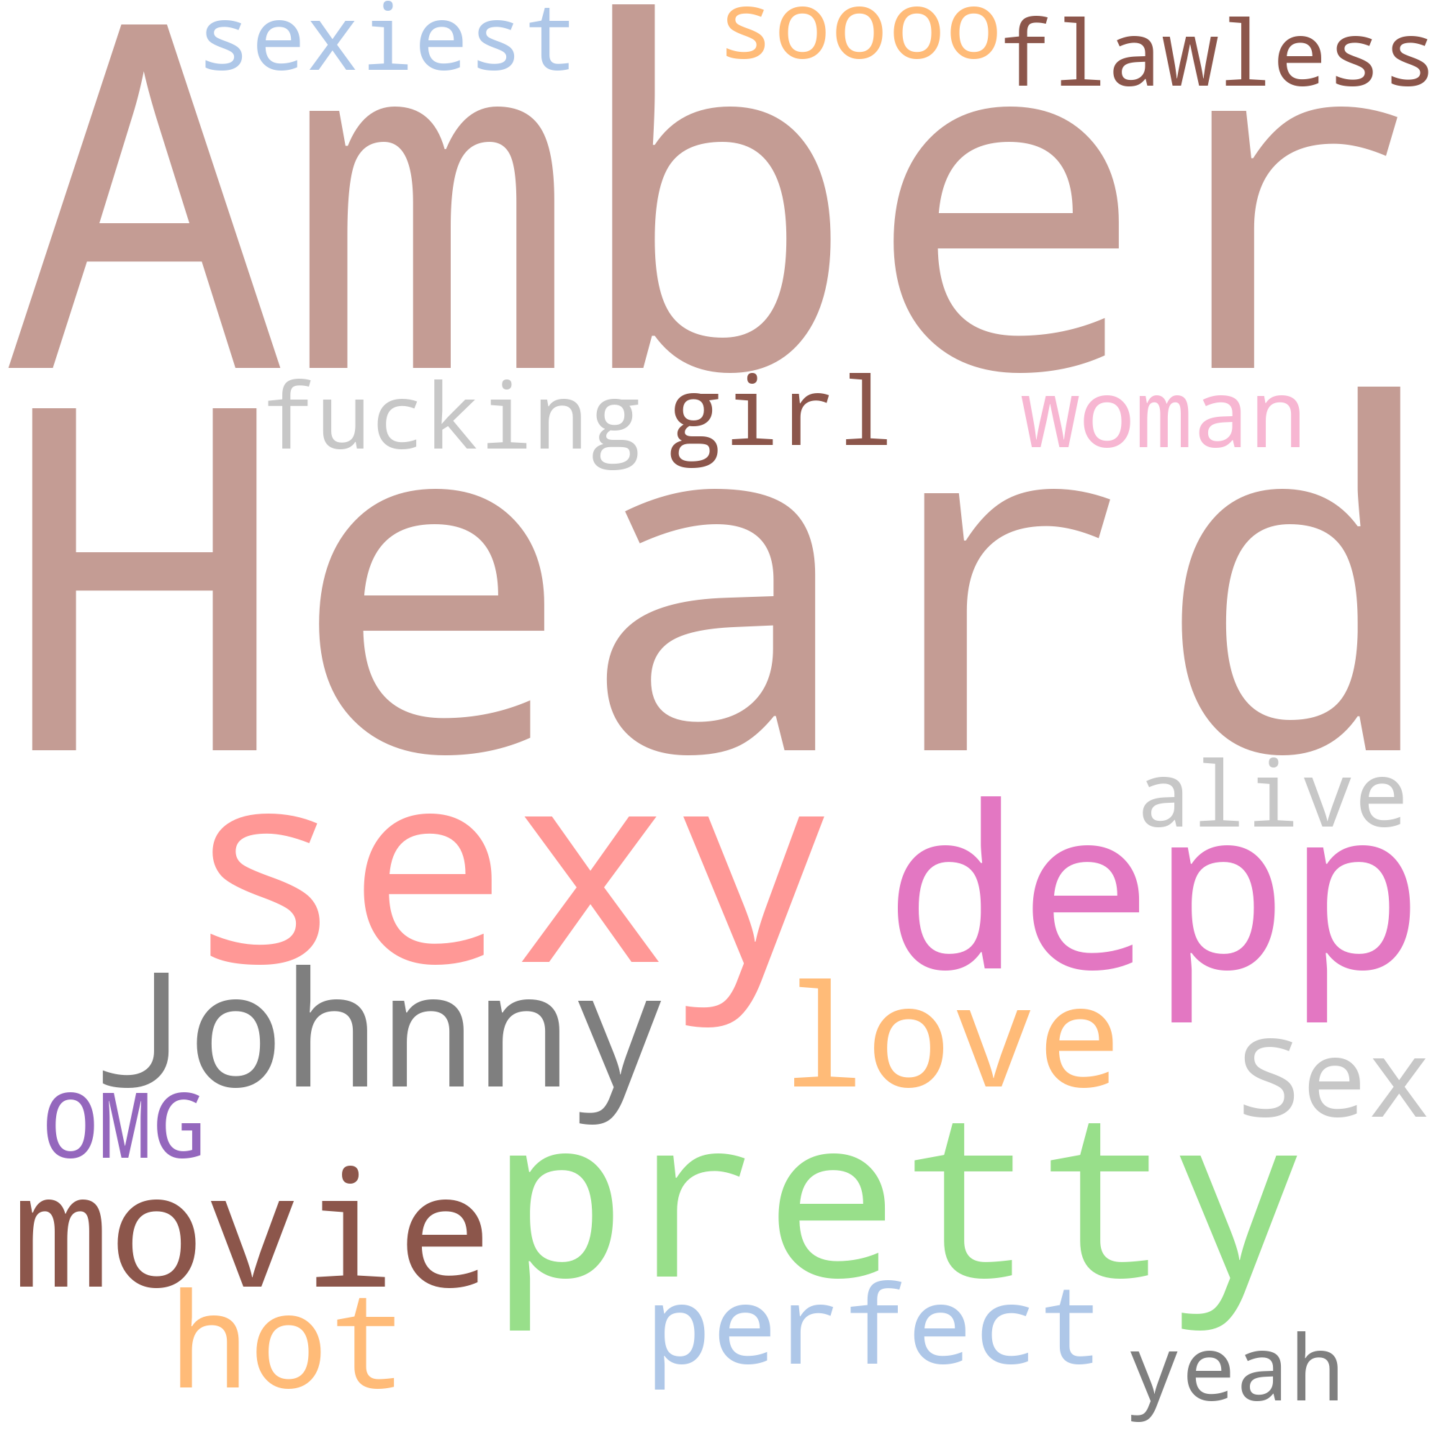 sexiest soooo flawless
Amber
fucking girl woman
Heard
alive
sexy depp
Johnny love Sex
OMG
movie pretty
hot perfect yeah